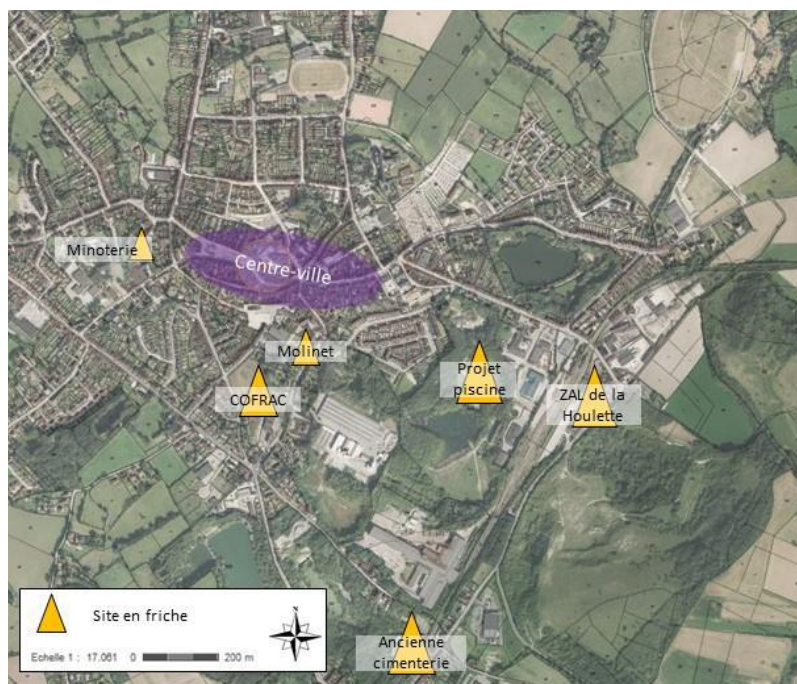 Minoterie
Centre-ville
Molinet
COFRAC
Projet
piscine
ZAL de la
Houlette
Ancienne
cimenterie
Site en friche
N
Echelle 1 : 17.061 0 200 m